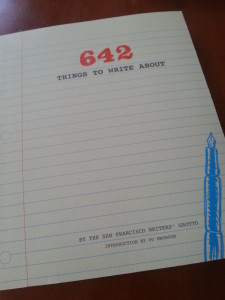 642
THINGS TO WRITE ABOUT
BY THE SAN FRANCISCO WRITERS' GROTTO
INTRODUCTION BY PO BRONSON